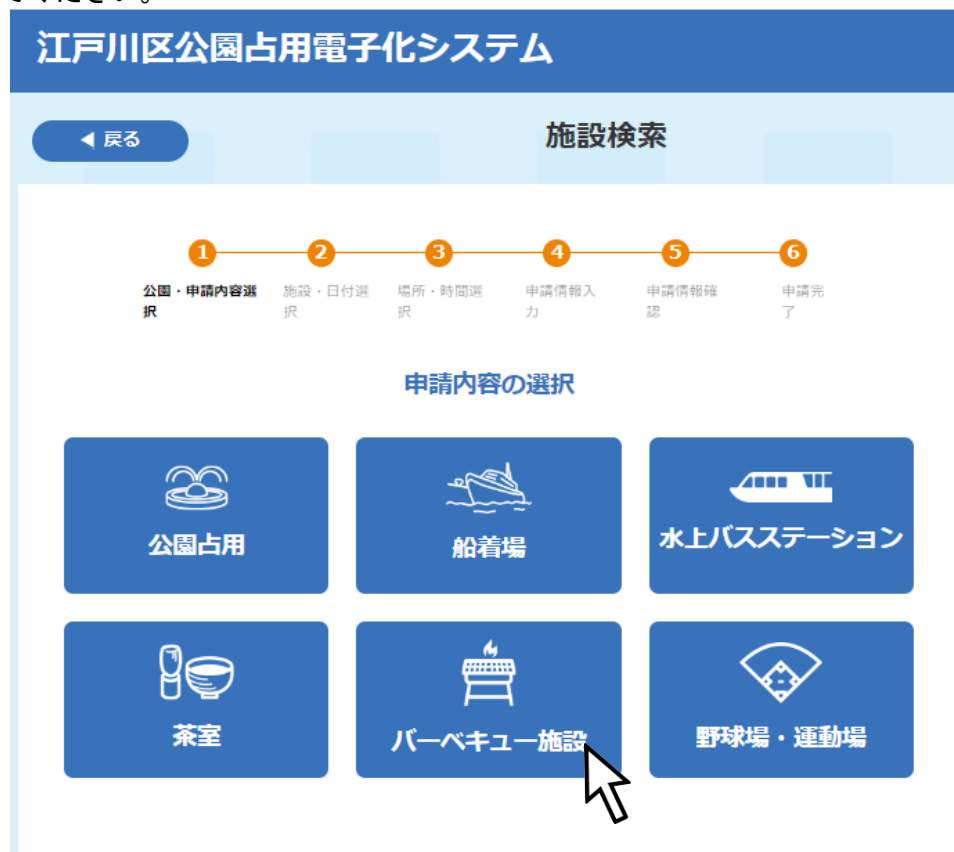 ください。
江戸川区公園占用電子化システム
◀ 戻る
施設検索
1 2 3 4 5 6
公園・申請内容選
択
施設・日付選
択
場所・時間選
択
申請情報入
力
申請情報確
認
申請完
了
申請内容の選択
公園占用
船着場
水上バスステーション
茶室
バーベキュー施設
野球場・運動場